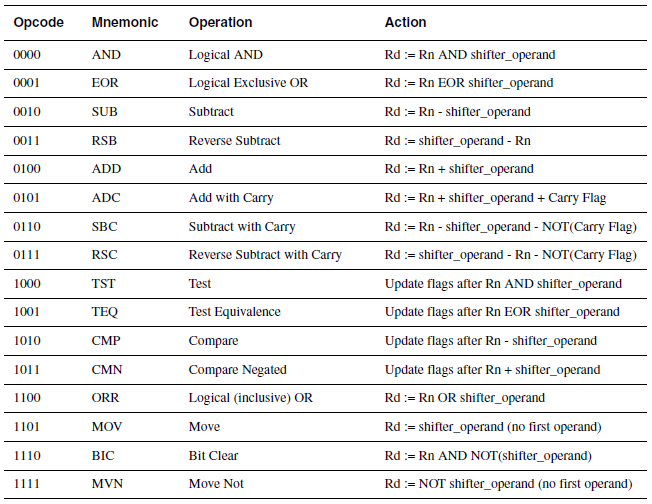 Opcode Mnemonic Operation Action
0000 AND Logical AND Rd := Rn AND shifter_operand
0001 EOR Logical Exclusive OR Rd := Rn EOR shifter_operand
0010 SUB Subtract Rd := Rn - shifter_operand
0011 RSB Reverse Subtract Rd := shifter_operand - Rn
0100 ADD Add Rd := Rn + shifter_operand
0101 ADC Add with Carry Rd := Rn + shifter_operand + Carry Flag
0110 SBC Subtract with Carry Rd := Rn - shifter_operand - NOT(Carry Flag)
0111 RSC Reverse Subtract with Carry Rd := shifter_operand - Rn - NOT(Carry Flag)
1000 TST Test Update flags after Rn AND shifter_operand
1001 TEQ Test Equivalence Update flags after Rn EOR shifter_operand
1010 CMP Compare Update flags after Rn - shifter_operand
1011 CMN Compare Negated Update flags after Rn + shifter_operand
1100 ORR Logical (inclusive) OR Rd := Rn OR shifter_operand
1101 MOV Move Rd := shifter_operand (no first operand)
1110 BIC Bit Clear Rd := Rn AND NOT(shifter_operand)
1111 MVN Move Not Rd := NOT shifter_operand (no first operand)